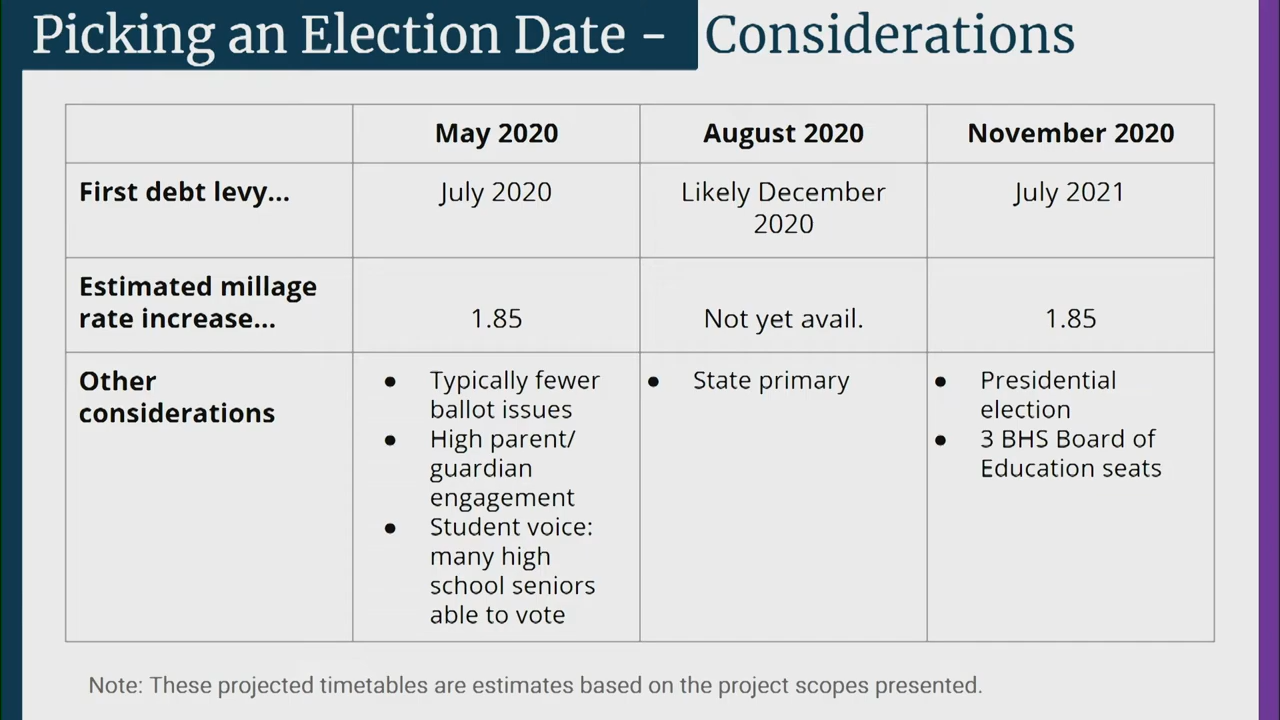 Picking an Election Date - Considerations
May 2020
August 2020
November 2020
First debt levy...
July 2020
Likely December
2020
July 2021
Estimated millage
rate increase...
1.85
Not yet avail.
1.85
Other
considerations
● Typically fewer
ballot issues
● High parent/
guardian
engagement
● Student voice:
many high
school seniors
able to vote
● State primary
● Presidential
election
● 3 BHS Board of
Education seats
Note: These projected timetables are estimates based on the project scopes presented.